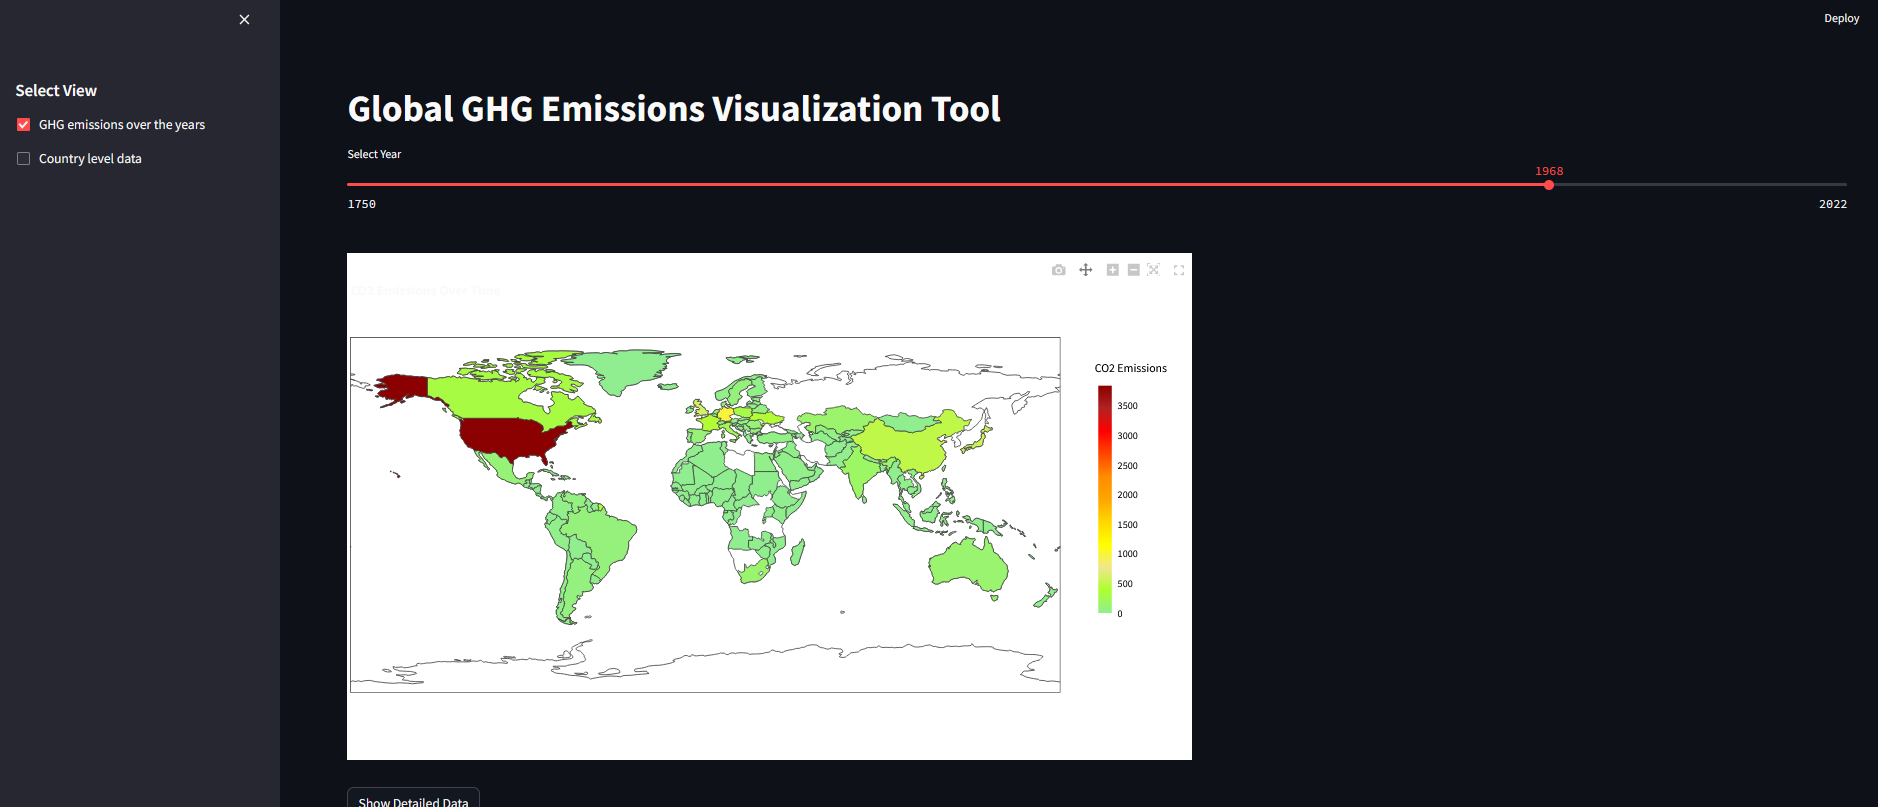 Deploy
Select View
GHG emissions over the years
Country level data
Global GHG Emissions Visualization Tool
Select Year
1968
1750
2022
CO2 Emissions Over Time
CO2 Emissions
3500
3000
2500
2000
1500
1000
500
0
Show Detailed Data